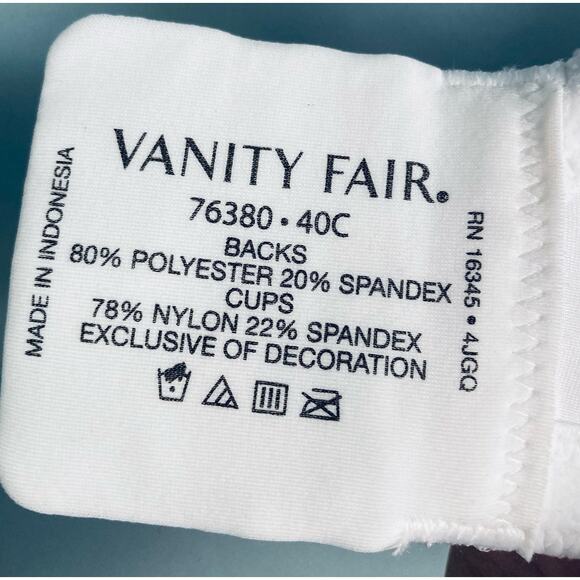 VANITY FAIR®
76380 • 40C
BACKS
80% POLYESTER 20% SPANDEX
CUPS
78% NYLON 22% SPANDEX
EXCLUSIVE OF DECORATION
MADE IN INDONESIA
RN 16345 • 4JGQ